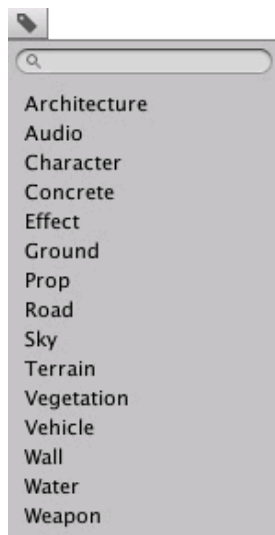 Architecture
Audio
Character
Concrete
Effect
Ground
Prop
Road
Sky
Terrain
Vegetation
Vehicle
Wall
Water
Weapon